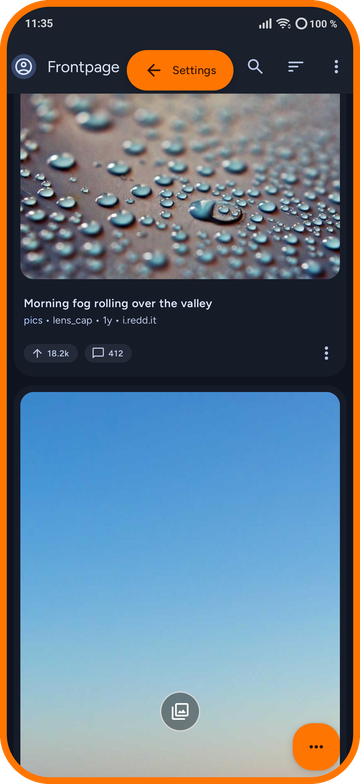 11:35
100 %
Frontpage
Settings
Morning fog rolling over the valley
pics • lens_cap • 1y • i.redd.it
18.2k
412